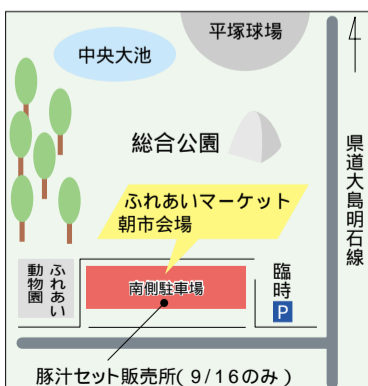 平塚球場
中央大池
総合公園
県道大島明石線
ふれあいマーケット
朝市会場
ふれあい
動物園
南側駐車場
臨時
P
豚汁セット販売所(9/16のみ)